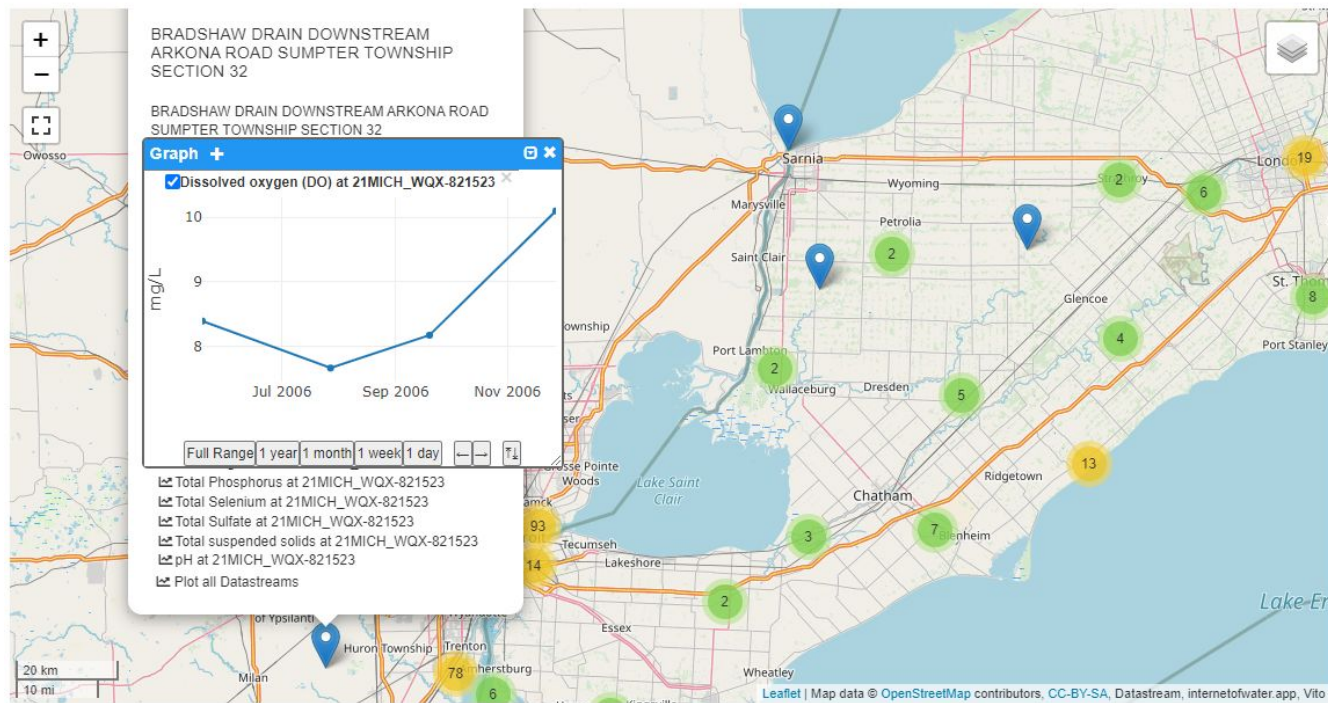 BRADSHAW DRAIN DOWNSTREAM
ARKONA ROAD SUMPTER TOWNSHIP
SECTION 32
BRADSHAW DRAIN DOWNSTREAM ARKONA ROAD
SUMPTER TOWNSHIP SECTION 32
Graph +
Dissolved oxygen (DO) at 21MICH_WQX-821523 ×
10
9
8
mg/L
Jul 2006 Sep 2006 Nov 2006
Full Range 1 year 1 month 1 week 1 day ← →
Total Phosphorus at 21MICH_WQX-821523
Total Selenium at 21MICH_WQX-821523
Total Sulfate at 21MICH_WQX-821523
Total suspended solids at 21MICH_WQX-821523
pH at 21MICH_WQX-821523
Plot all Datastreams
+
−
Owosso
Sarnia
Wyoming
Strathroy
2
6
19
Marysville
Petrolia
2
Saint Clair
Glencoe
8
4
Port Stanley
ownship
Port Lambton
2
Wallaceburg
Dresden
5
13
Ridgetown
osse Pointe
Woods
Lake Saint
Clair
Chatham
93
14
Tecumseh
Lakeshore
3
7
Blenheim
2
Essex
Lake Er
of Ypsilanti
Huron Township
Trenton
78
Amherstburg
6
Milan
Wheatley
20 km
10 mi
Leaflet | Map data © OpenStreetMap contributors, CC-BY-SA, Datastream, internetofwater.app, Vito